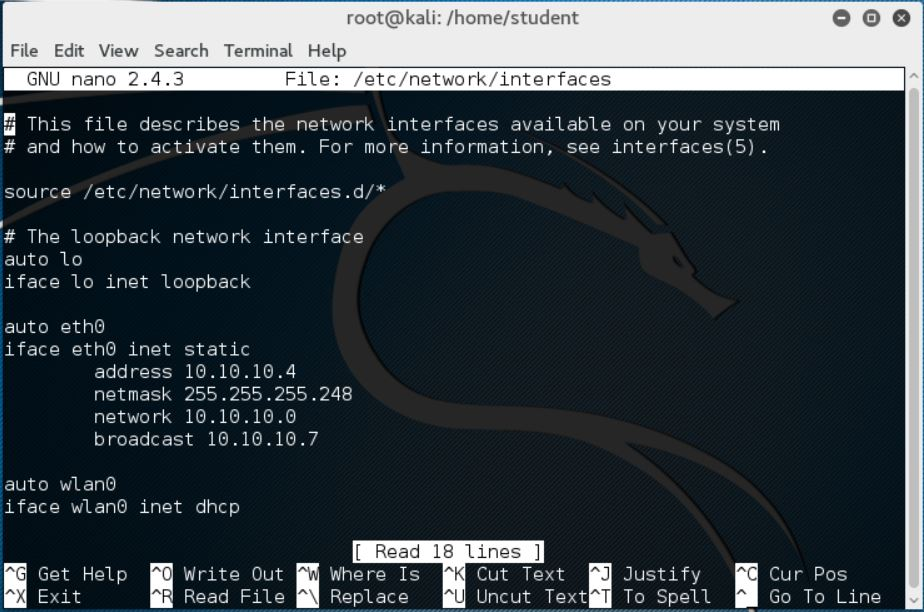 root@kali: /home/student
File Edit View Search Terminal Help
GNU nano 2.4.3 File: /etc/network/interfaces
# This file describes the network interfaces available on your system
# and how to activate them. For more information, see interfaces(5).
source /etc/network/interfaces.d/*
# The loopback network interface
auto lo
iface lo inet loopback
auto eth0
iface eth0 inet static
address 10.10.10.4
netmask 255.255.255.248
network 10.10.10.0
broadcast 10.10.10.7
auto wlan0
iface wlan0 inet dhcp
[ Read 18 lines ]
^G Get Help ^O Write Out ^W Where Is ^K Cut Text ^J Justify ^C Cur Pos
^X Exit ^R Read File ^\ Replace ^U Uncut Text ^T To Spell ^_ Go To Line